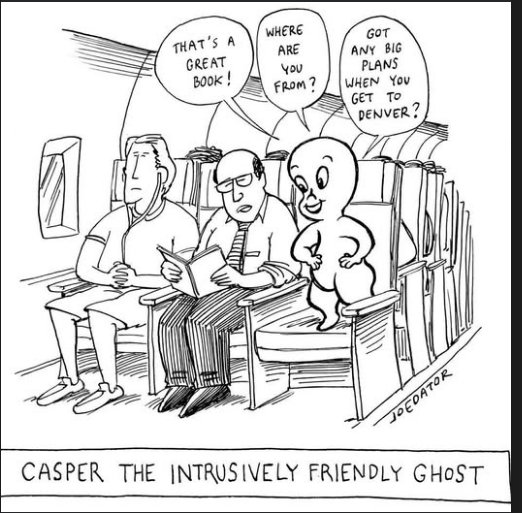 THAT'S A
GREAT
BOOK!
WHERE
ARE
YOU
FROM?
GOT
ANY BIG
PLANS
WHEN YOU
GET TO
DENVER?
JOEDATOR
CASPER THE INTRUSIVELY FRIENDLY GHOST